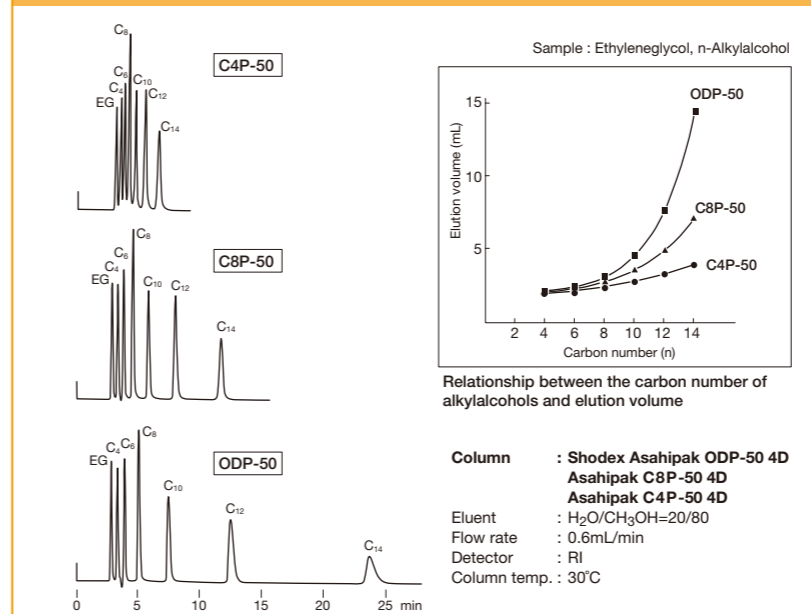 C4P-50
EG
C4
C6
C8
C10
C12
C14
C8P-50
EG
C4
C6
C8
C10
C12
C14
ODP-50
EG
C4
C6
C8
C10
C12
C14
0 5 10 15 20 25 min
Sample : Ethyleneglycol, n-Alkylalcohol
Elution volume (mL)
15
10
5
ODP-50
C8P-50
C4P-50
2 4 6 8 10 12 14
Carbon number (n)
Relationship between the carbon number of
alkylalcohols and elution volume
Column : Shodex Asahipak ODP-50 4D
Asahipak C8P-50 4D
Asahipak C4P-50 4D
Eluent : H₂O/CH₃OH=20/80
Flow rate : 0.6mL/min
Detector : RI
Column temp. : 30°C